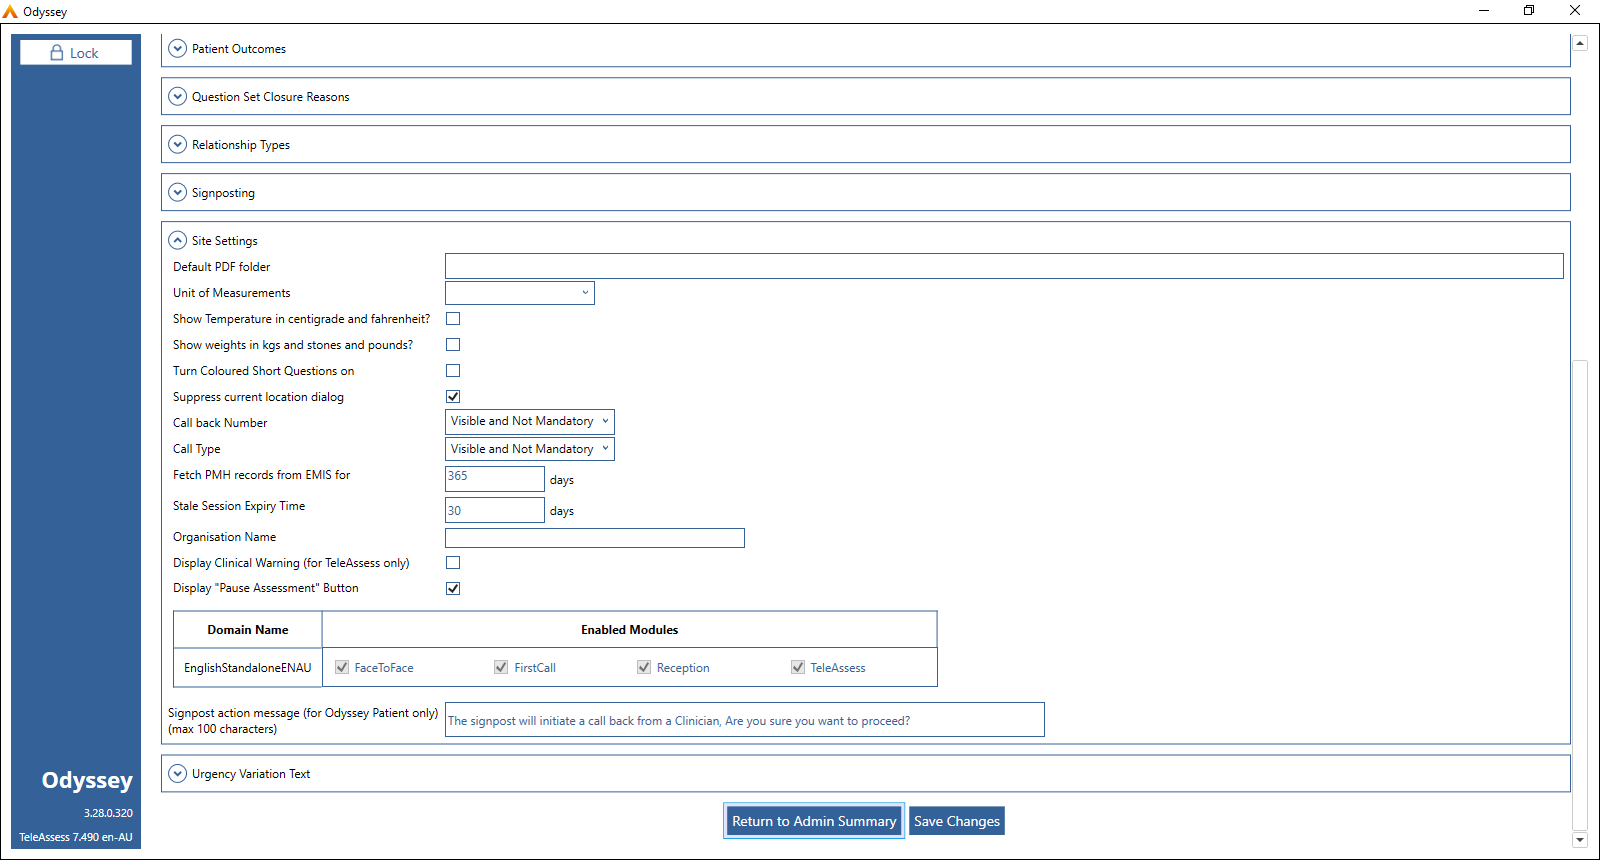 Odyssey
Lock
Patient Outcomes
Question Set Closure Reasons
Relationship Types
Signposting
Site Settings
Default PDF folder
Unit of Measurements
Show Temperature in centigrade and fahrenheit?
Show weights in kgs and stones and pounds?
Turn Coloured Short Questions on
Suppress current location dialog
Call back Number Visible and Not Mandatory
Call Type Visible and Not Mandatory
Fetch PMH records from EMIS for 365 days
Stale Session Expiry Time 30 days
Organisation Name
Display Clinical Warning (for TeleAssess only)
Display "Pause Assessment" Button
Domain Name Enabled Modules
EnglishStandaloneENAU FaceToFace FirstCall Reception TeleAssess
Signpost action message (for Odyssey Patient only)
(max 100 characters)
The signpost will initiate a call back from a Clinician, Are you sure you want to proceed?
Urgency Variation Text
Return to Admin Summary Save Changes
Odyssey
3.28.0.320
TeleAssess 7.490 en-AU